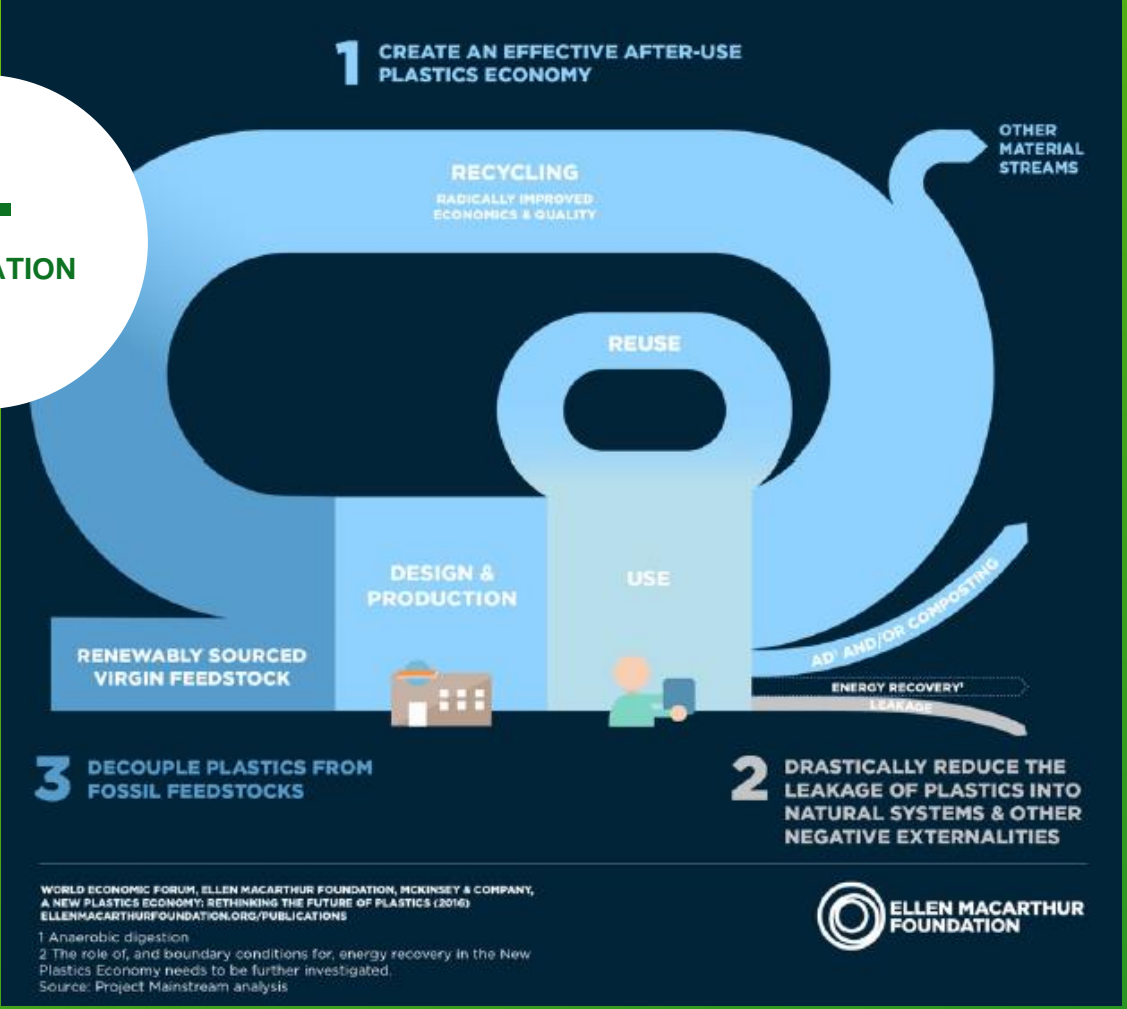 1 CREATE AN EFFECTIVE AFTER-USE
PLASTICS ECONOMY
OTHER
MATERIAL
STREAMS
RECYCLING
RADICALLY IMPROVED
ECONOMICS & QUALITY
ATION
REUSE
DESIGN &
PRODUCTION
USE
RENEWABLY SOURCED
VIRGIN FEEDSTOCK
AD¹ AND/OR COMPOSTING
ENERGY RECOVERY¹
LEAKAGE
3 DECOUPLE PLASTICS FROM
FOSSIL FEEDSTOCKS
2 DRASTICALLY REDUCE THE
LEAKAGE OF PLASTICS INTO
NATURAL SYSTEMS & OTHER
NEGATIVE EXTERNALITIES
WORLD ECONOMIC FORUM, ELLEN MACARTHUR FOUNDATION, MCKINSEY & COMPANY,
A NEW PLASTICS ECONOMY: RETHINKING THE FUTURE OF PLASTICS (2016)
ELLENMACARTHURFOUNDATION.ORG/PUBLICATIONS
1 Anaerobic digestion
2 The role of, and boundary conditions for, energy recovery in the New
Plastics Economy needs to be further investigated.
Source: Project Mainstream analysis
ELLEN MACARTHUR
FOUNDATION